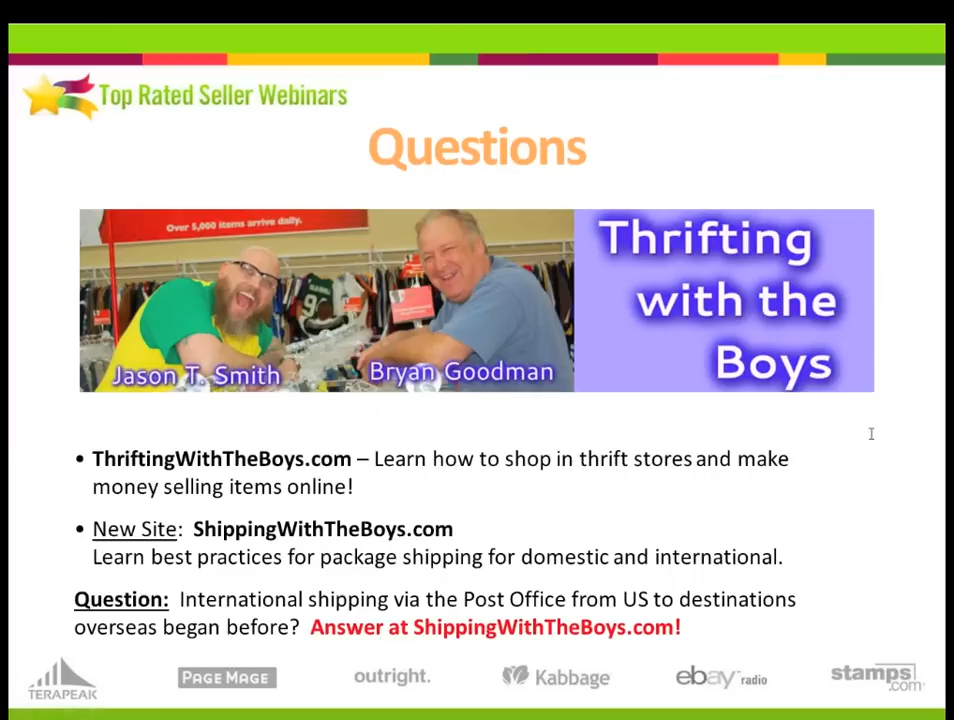 Top Rated Seller Webinars
Questions
Over 5,000 items arrive daily.
Thrifting
with the
Boys
Jason T. Smith
Bryan Goodman
• ThriftingWithTheBoys.com – Learn how to shop in thrift stores and make
money selling items online!
• New Site: ShippingWithTheBoys.com
Learn best practices for package shipping for domestic and international.
Question: International shipping via the Post Office from US to destinations
overseas began before? Answer at ShippingWithTheBoys.com!
TERAPEAK PAGE MAGE outright. Kabbage ebay radio stamps.com